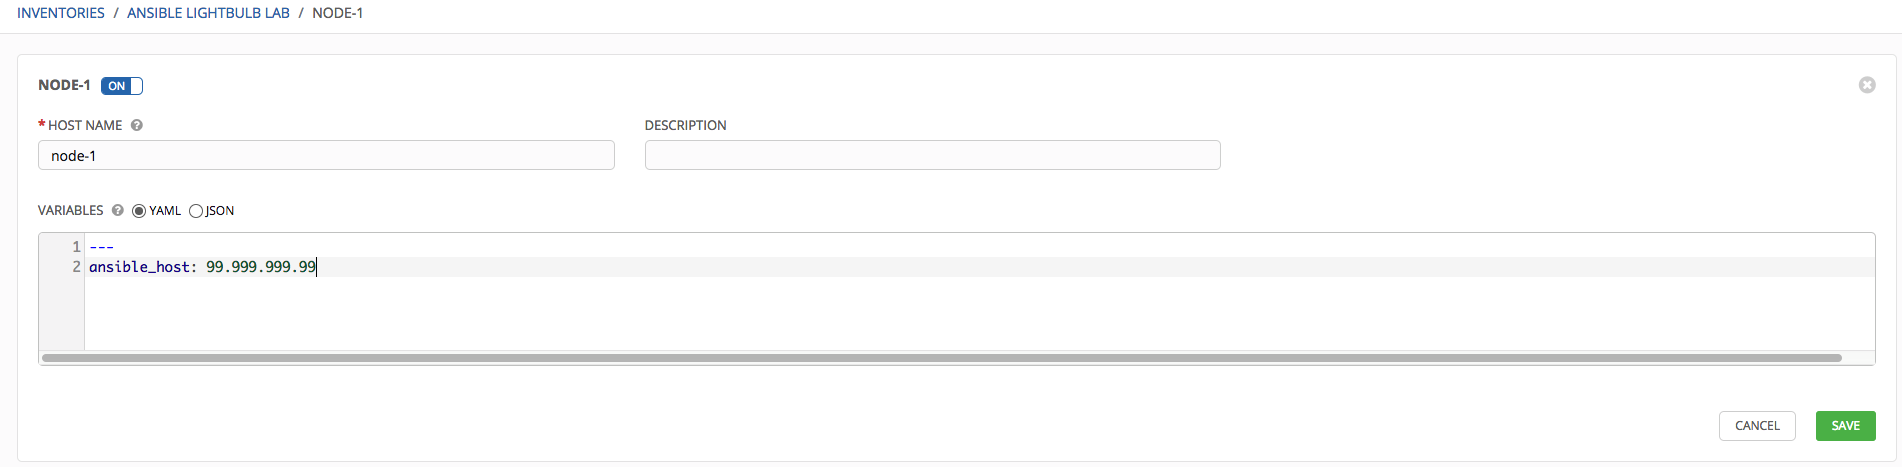 INVENTORIES / ANSIBLE LIGHTBULB LAB / NODE-1
NODE-1 ON
* HOST NAME ?
DESCRIPTION
node-1
VARIABLES ? YAML JSON
1 ---
2 ansible_host: 99.999.999.99
CANCEL SAVE